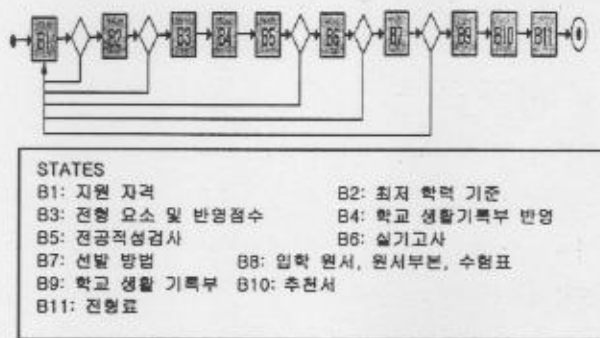 B1 B2 B3 B4 B5 B6 B7 B9 B10 B11
STATES
B1: 지원 자격 B2: 최저 학력 기준
B3: 전형 요소 및 반영점수 B4: 학교 생활기록부 반영
B5: 전공적성검사 B6: 실기고사
B7: 선발 방법 B8: 입학 원서, 원서부본, 수험표
B9: 학교 생활 기록부 B10: 추천서
B11: 전형료